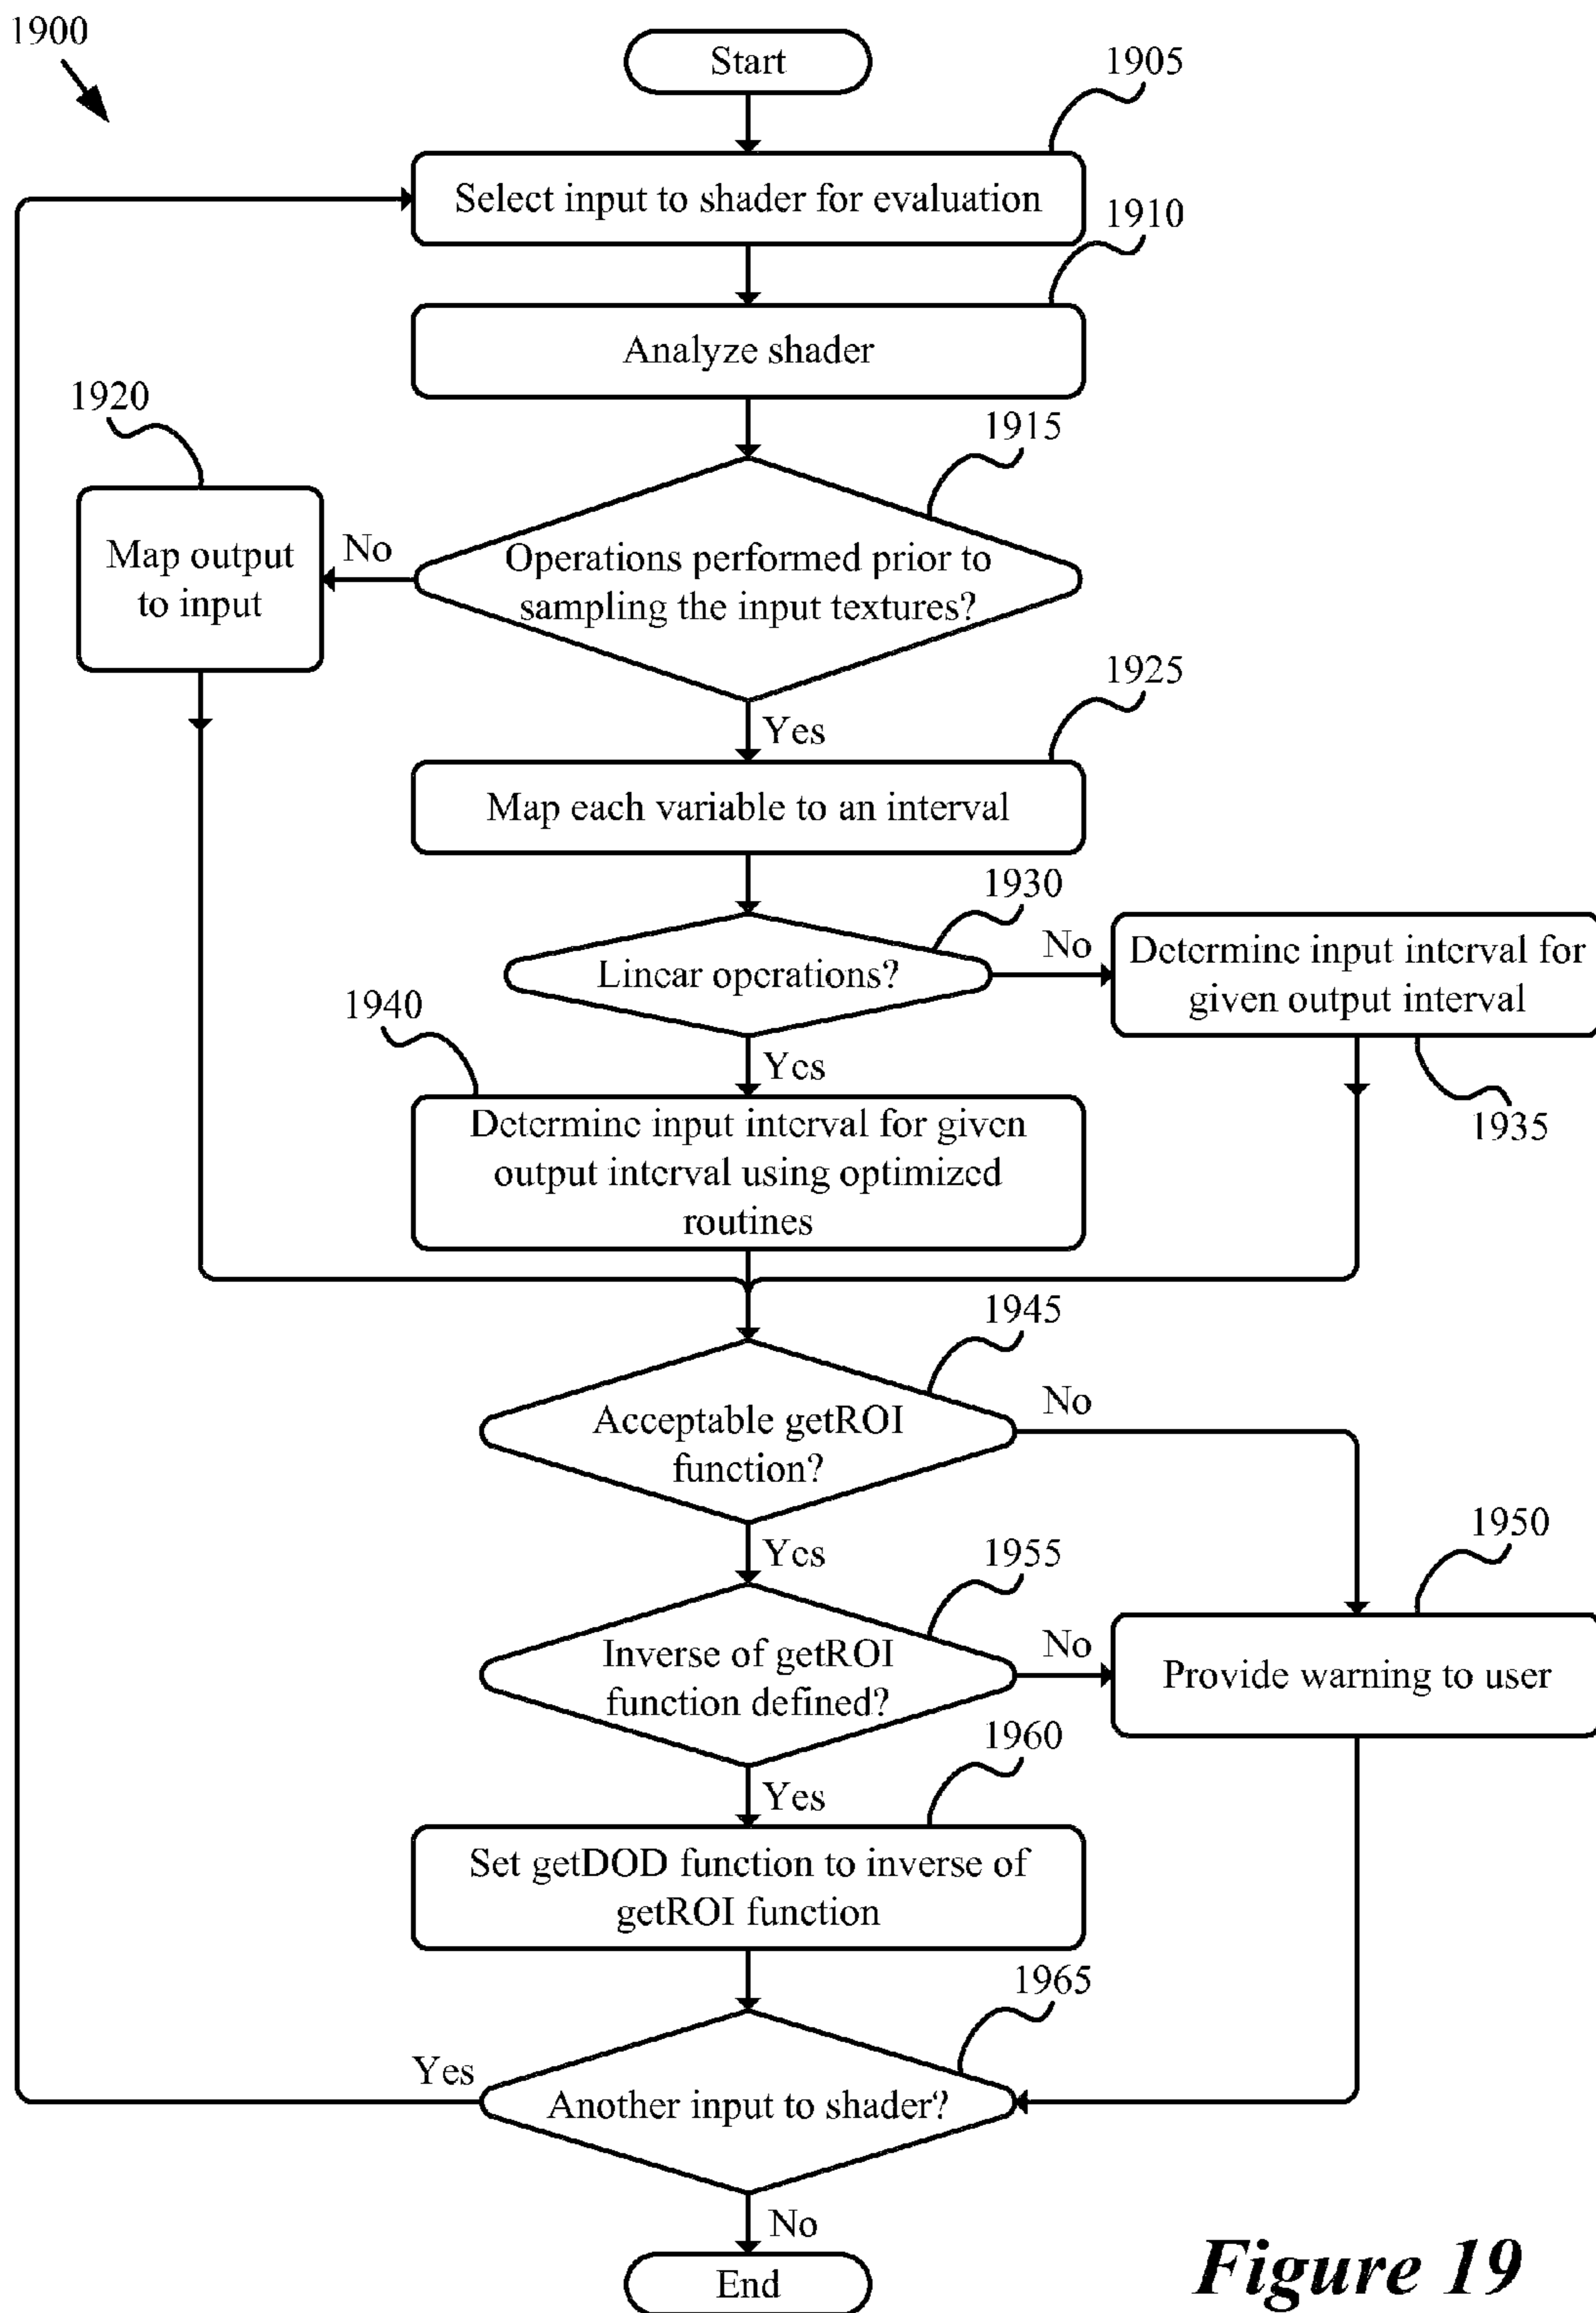 1900
Start
1905
Select input to shader for evaluation
1910
Analyze shader
1920
1915
Map output
to input
No
Operations performed prior to
sampling the input textures?
1925
Yes
Map each variable to an interval
1930
Linear operations?
No
Determine input interval for
given output interval
1940
Yes
1935
Determine input interval for given
output interval using optimized
routines
1945
Acceptable getROI
function?
No
Yes
1955
1950
Inverse of getROI
function defined?
No
Provide warning to user
1960
Yes
Set getDOD function to inverse of
getROI function
1965
Yes
Another input to shader?
No
End
Figure 19